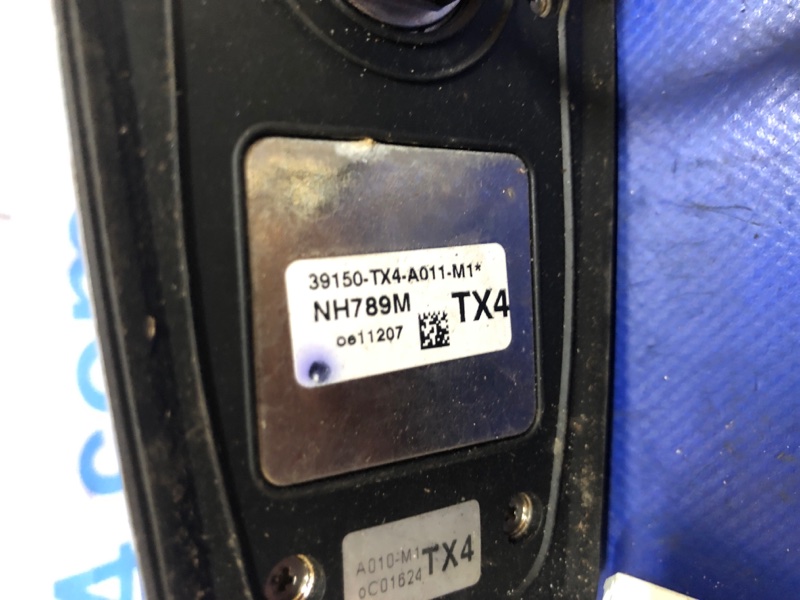 39150-TX4-A011-M1*
NH789M TX4
oe11207
A010-M1 TX4
oC01624